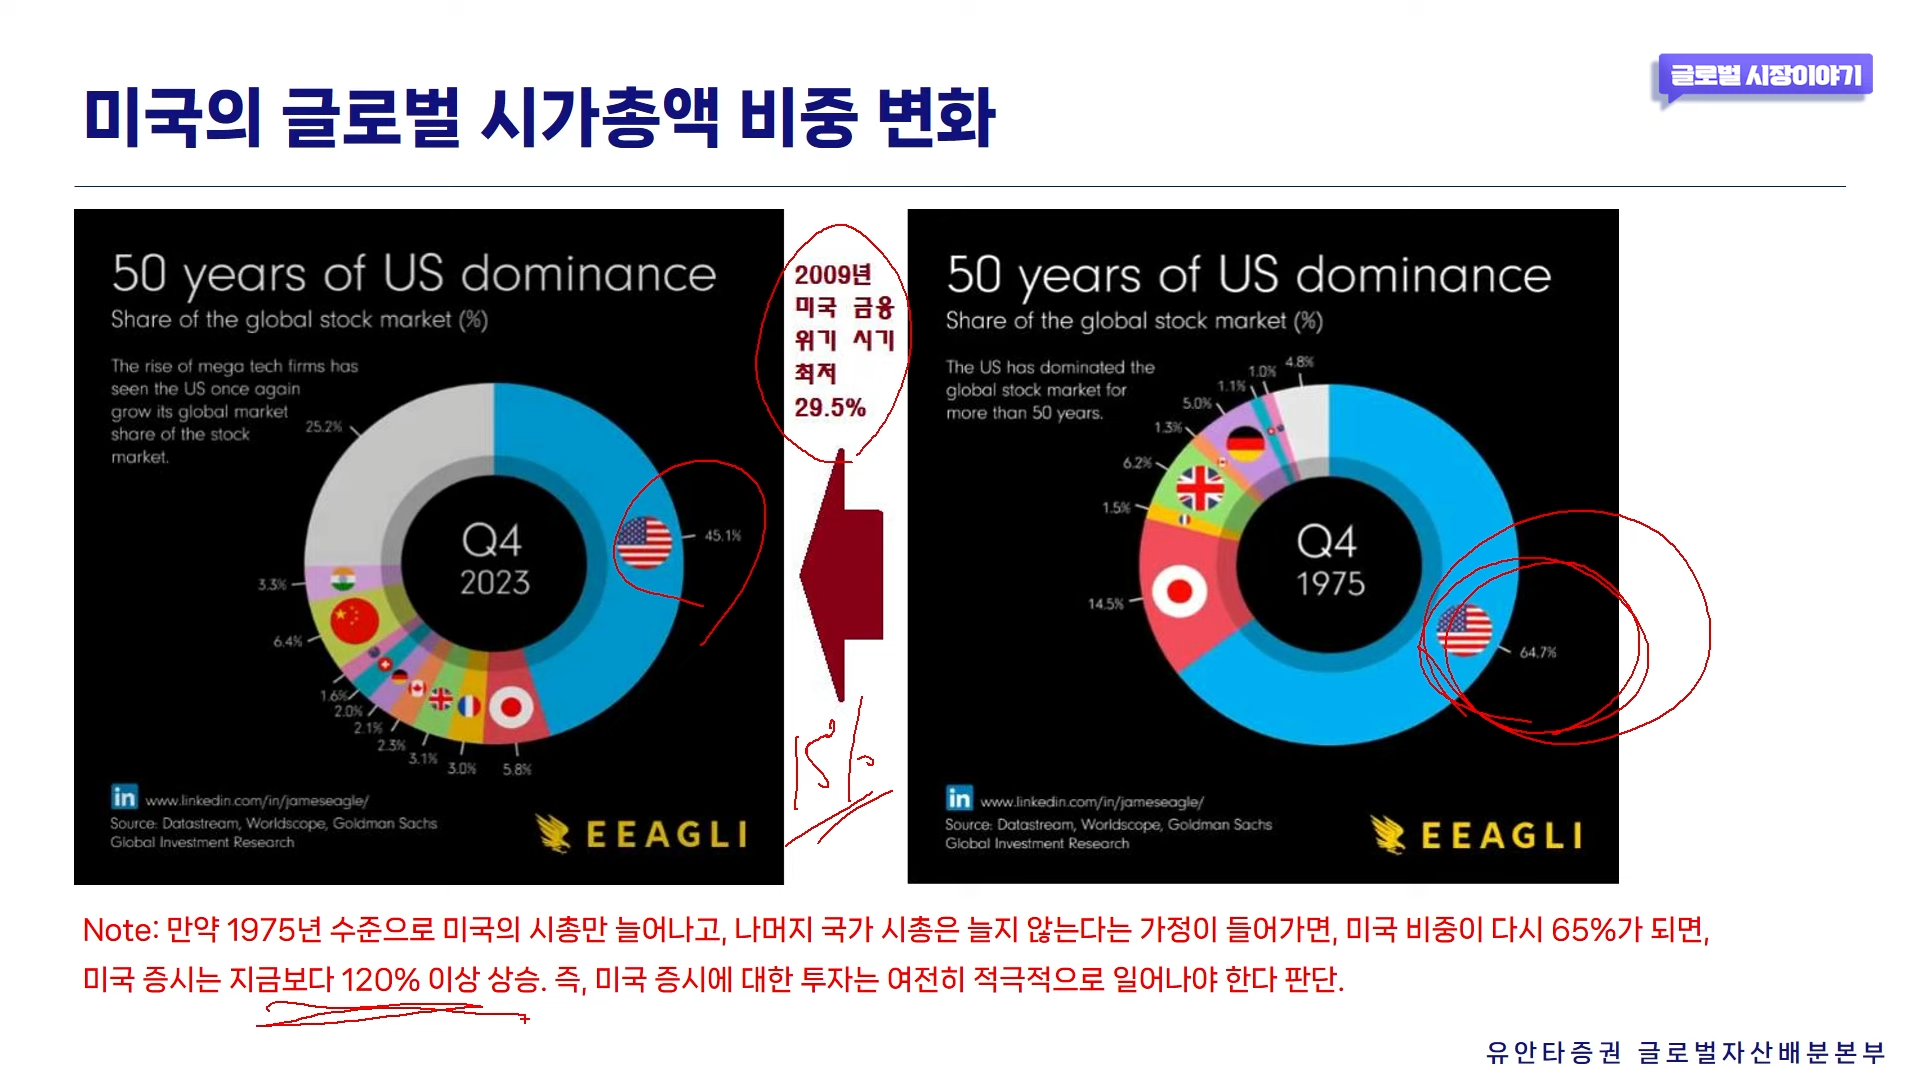 글로벌 시장이야기
미국의 글로벌 시가총액 비중 변화
50 years of US dominance
Share of the global stock market (%)
The rise of mega tech firms has
seen the US once again
grow its global market
share of the stock
market.
25.2%
45.1%
Q4
2023
3.3%
6.4%
1.6%
2.0%
2.1%
2.3%
3.1%
3.0%
5.8%
in www.linkedin.com/in/jameseagle/
Source: Datastream, Worldscope, Goldman Sachs
Global Investment Research
EEAGLI
2009년
미국 금융
위기 시기
최저
29.5%
15%
50 years of US dominance
Share of the global stock market (%)
The US has dominated the
global stock market for
more than 50 years.
4.8%
1.0%
1.1%
5.0%
1.3%
6.2%
1.5%
14.5%
64.7%
Q4
1975
in www.linkedin.com/in/jameseagle/
Source: Datastream, Worldscope, Goldman Sachs
Global Investment Research
EEAGLI
Note: 만약 1975년 수준으로 미국의 시총만 늘어나고, 나머지 국가 시총은 늘지 않는다는 가정이 들어가면, 미국 비중이 다시 65%가 되면,
미국 증시는 지금보다 120% 이상 상승. 즉, 미국 증시에 대한 투자는 여전히 적극적으로 일어나야 한다 판단.
유안타증권 글로벌자산배분본부